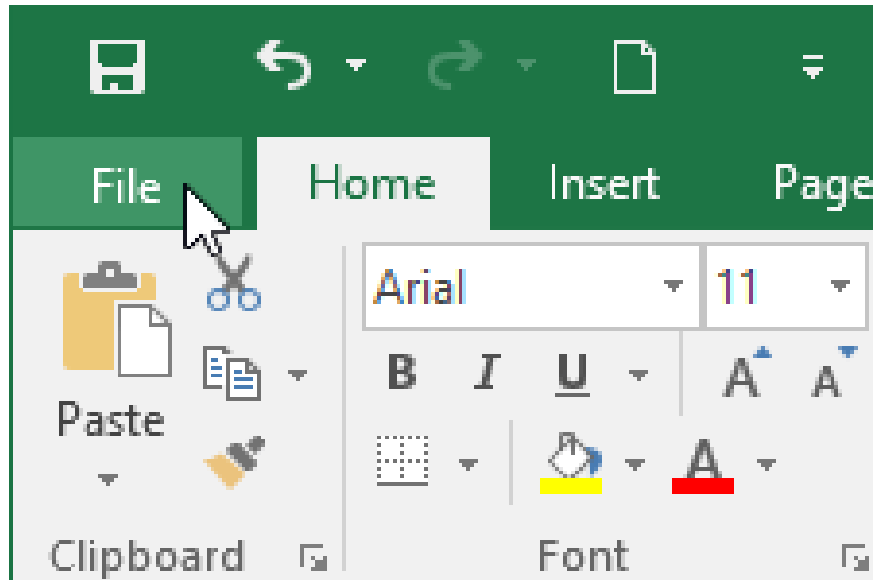 File Home Insert Page
Arial 11
B I U A A
Paste
A
Clipboard Font